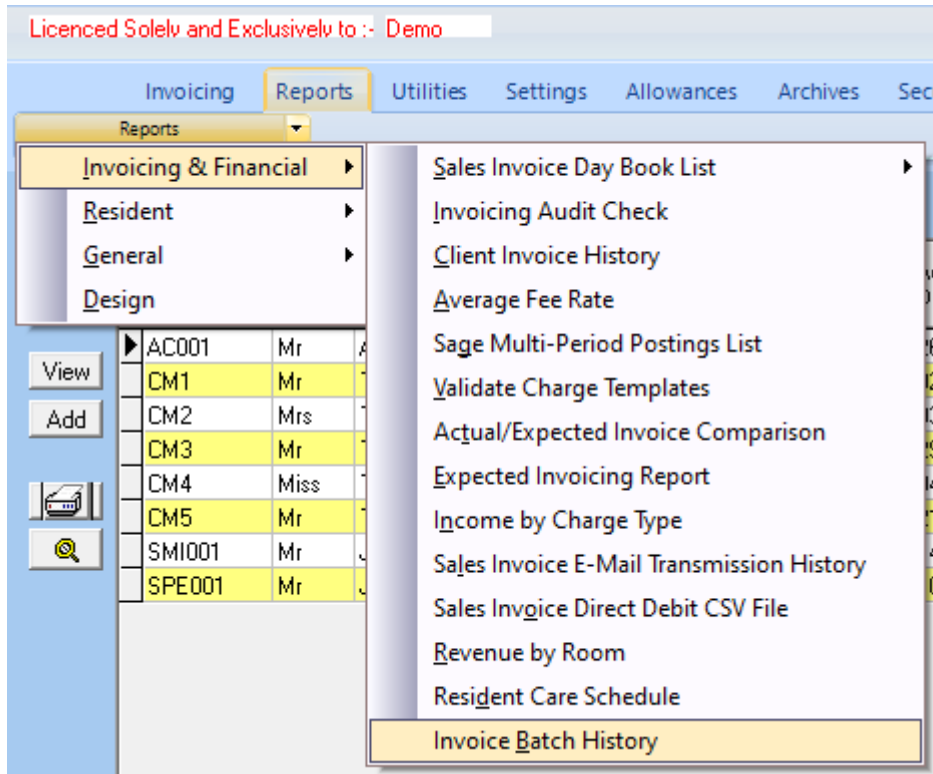 Licenced Solely and Exclusively to :- Demo
Invoicing Reports Utilities Settings Allowances Archives
Reports
Invoicing & Financial
Resident
General
Design
Sales Invoice Day Book List
Invoicing Audit Check
Client Invoice History
Average Fee Rate
Sage Multi-Period Postings List
Validate Charge Templates
Actual/Expected Invoice Comparison
Expected Invoicing Report
Income by Charge Type
Sales Invoice E-Mail Transmission History
Sales Invoice Direct Debit CSV File
Revenue by Room
Resident Care Schedule
Invoice Batch History
View
Add
AC001 Mr
CM1 Mr
CM2 Mrs
CM3 Mr
CM4 Miss
CM5 Mr
SMI001 Mr
SPE001 Mr